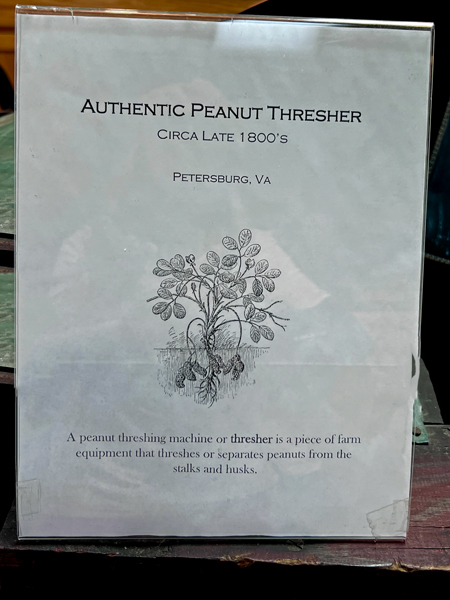 Authentic Peanut Thresher
Circa Late 1800's
Petersburg, Va
A peanut threshing machine or thresher is a piece of farm
equipment that threshes or separates peanuts from the
stalks and husks.